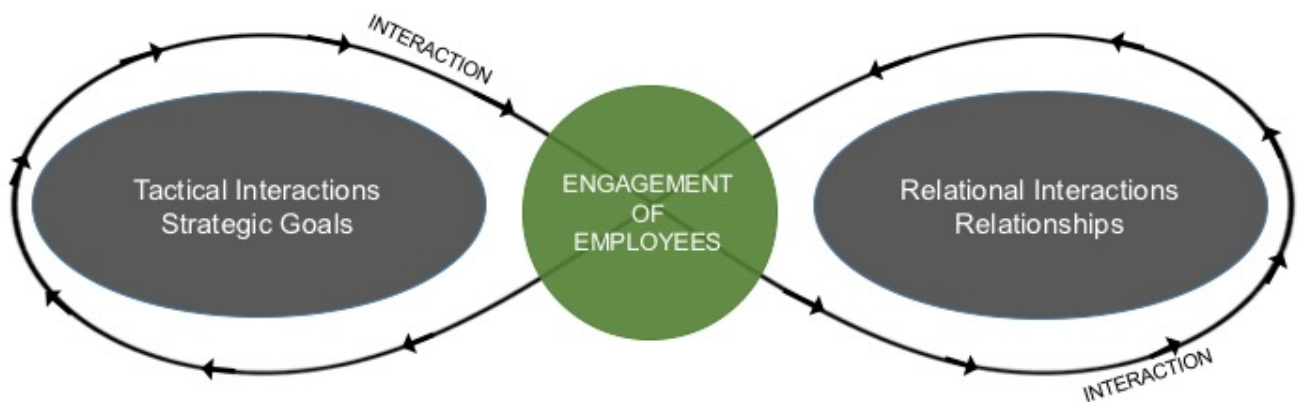 INTERACTION
Tactical Interactions
Strategic Goals
ENGAGEMENT
OF
EMPLOYEES
Relational Interactions
Relationships
INTERACTION